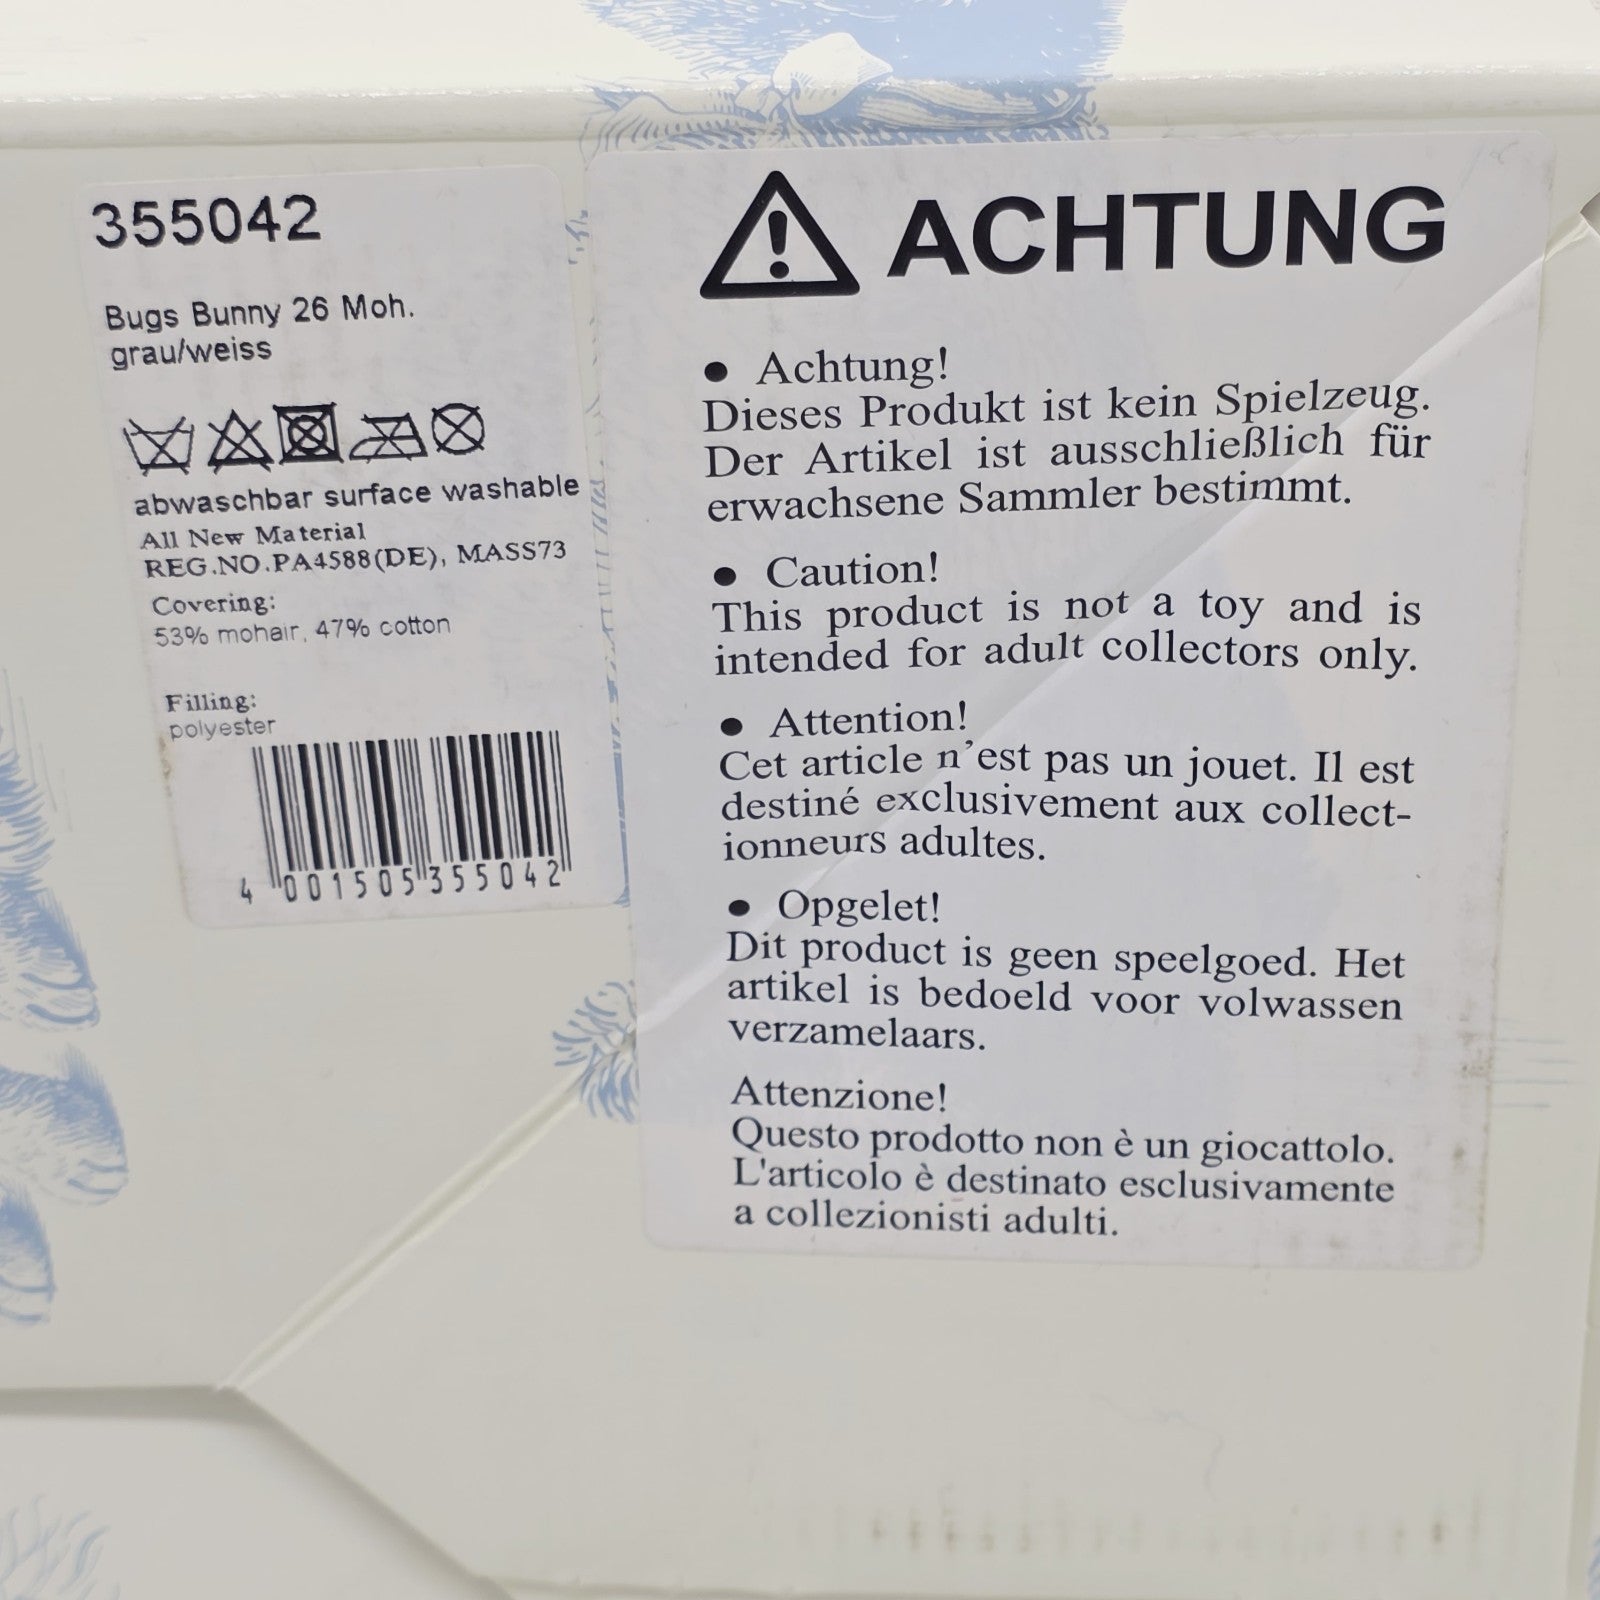 355042
Bugs Bunny 26 Moh.
grau/weiss
abwaschbar surface washable
All New Material
REG.NO.PA4588(DE), MASS73
Covering:
53% mohair, 47% cotton
Filling:
polyester
4 001505 355042
ACHTUNG
• Achtung!
Dieses Produkt ist kein Spielzeug.
Der Artikel ist ausschließlich für
erwachsene Sammler bestimmt.
• Caution!
This product is not a toy and is
intended for adult collectors only.
• Attention!
Cet article n'est pas un jouet. Il est
destiné exclusivement aux collect-
ionneurs adultes.
• Opgelet!
Dit product is geen speelgoed. Het
artikel is bedoeld voor volwassen
verzamelaars.
Attenzione!
Questo prodotto non è un giocattolo.
L'articolo è destinato esclusivamente
a collezionisti adulti.